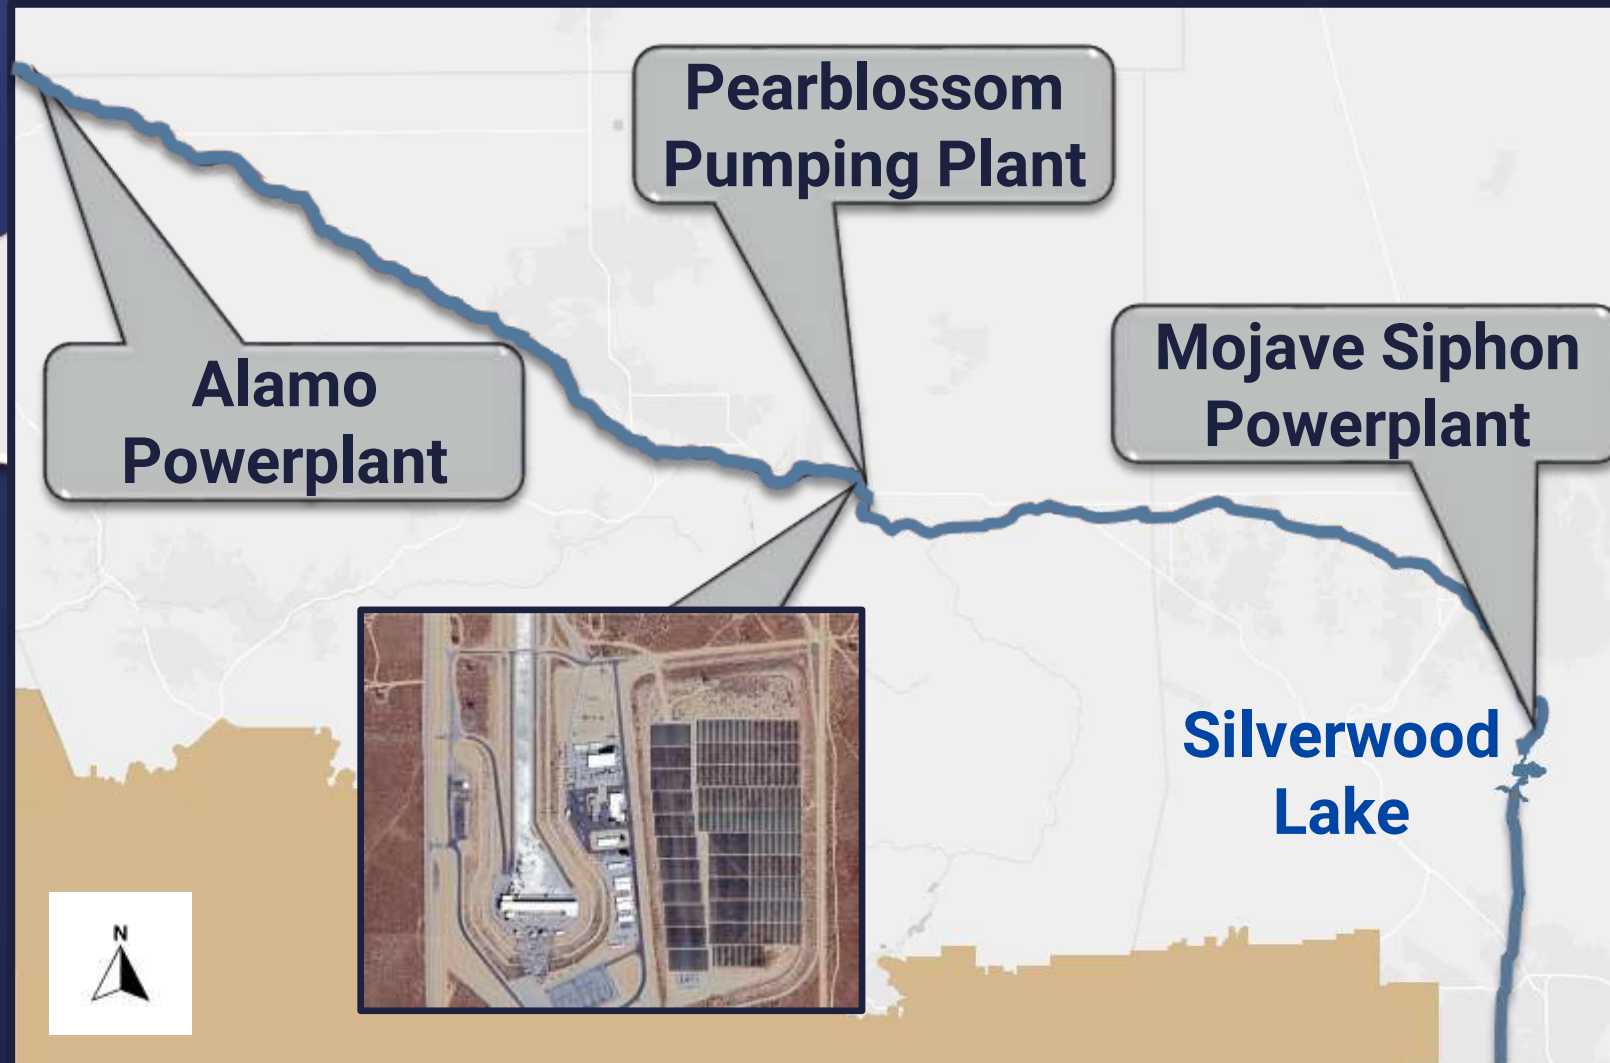 Pearblossom
Pumping Plant
Alamo
Powerplant
Mojave Siphon
Powerplant
Silverwood
Lake
N